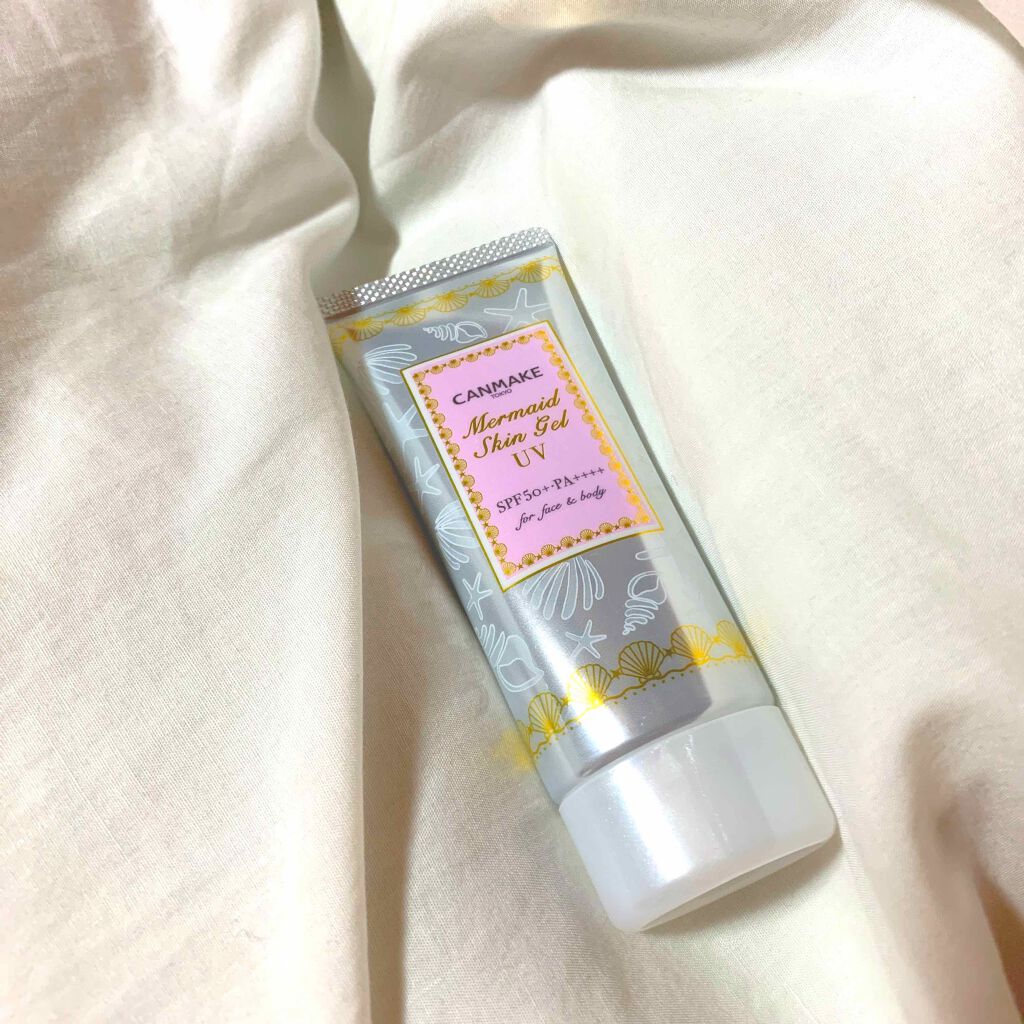 CANMAKE
TOKYO
Mermaid
Skin Gel
UV
SPF50+·PA++++
for face & body